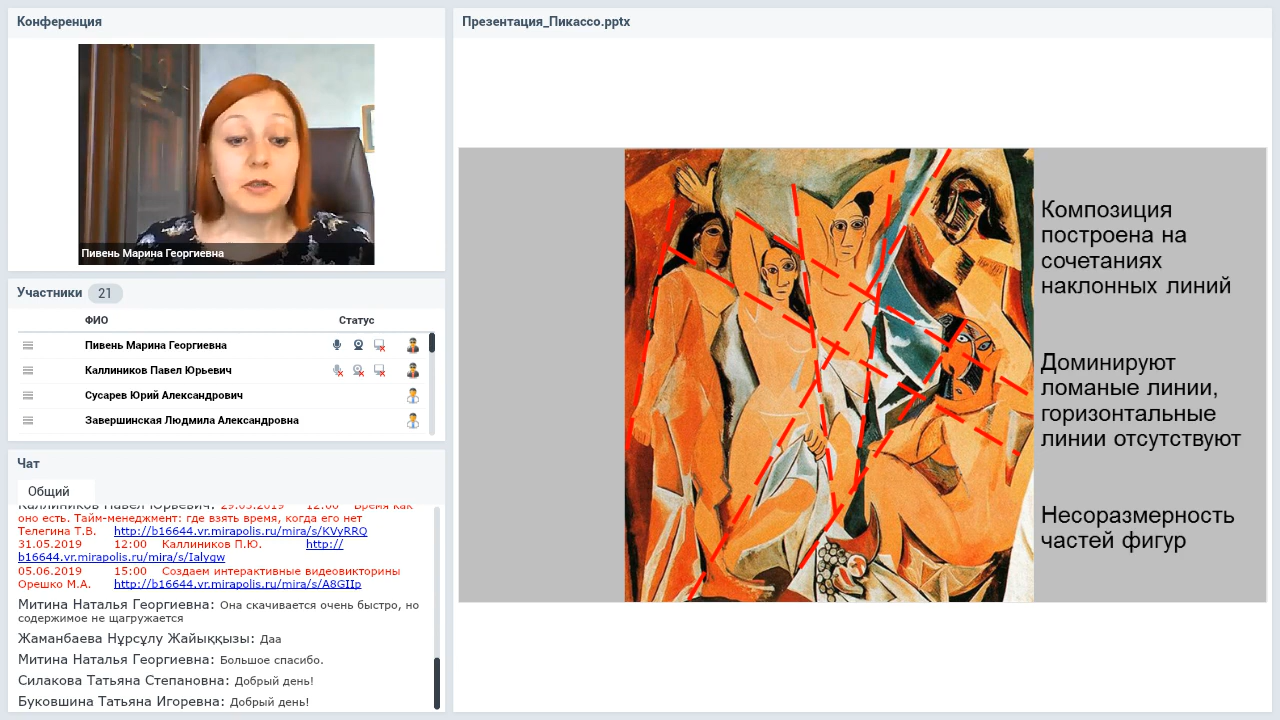 Конференция
Пивень Марина Георгиевна
Участники 21
ФИО Статус
Пивень Марина Георгиевна
Каллиников Павел Юрьевич
Сусарев Юрий Александрович
Завершинская Людмила Александровна
Чат
Общий
Каллиников Павел Юрьевич: 29.05.2019 12:00 Время как
оно есть. Тайм-менеджмент: где взять время, когда его нет
Телегина Т.В. http://b16644.vr.mirapolis.ru/mira/s/KVyRRQ
31.05.2019 12:00 Каллиников П.Ю. http://
b16644.vr.mirapolis.ru/mira/s/Ialyqw
05.06.2019 15:00 Создаем интерактивные видеовикторины
Орешко М.А. http://b16644.vr.mirapolis.ru/mira/s/A8GIIp
Митина Наталья Георгиевна: Она скачивается очень быстро, но
содержимое не щагружается
Жаманбаева Нұрсұлу Жайыққызы: Даа
Митина Наталья Георгиевна: Большое спасибо.
Силакова Татьяна Степановна: Добрый день!
Буковшина Татьяна Игоревна: Добрый день!
Презентация_Пикассо.pptx
Композиция
построена на
сочетаниях
наклонных линий
Доминируют
ломаные линии,
горизонтальные
линии отсутствуют
Несоразмерность
частей фигур